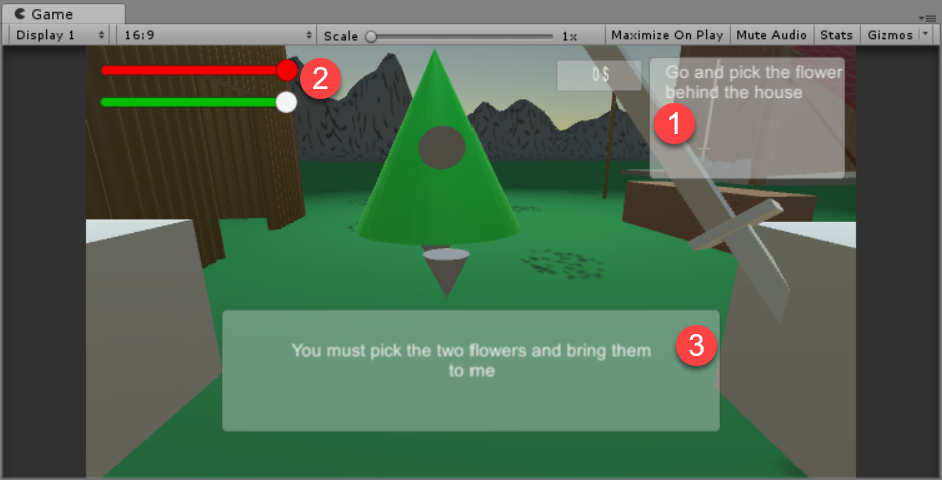 Game
Display 1 16:9 Scale 1x Maximize On Play Mute Audio Stats Gizmos
2
0$
Go and pick the flower
behind the house
1
You must pick the two flowers and bring them
to me
3